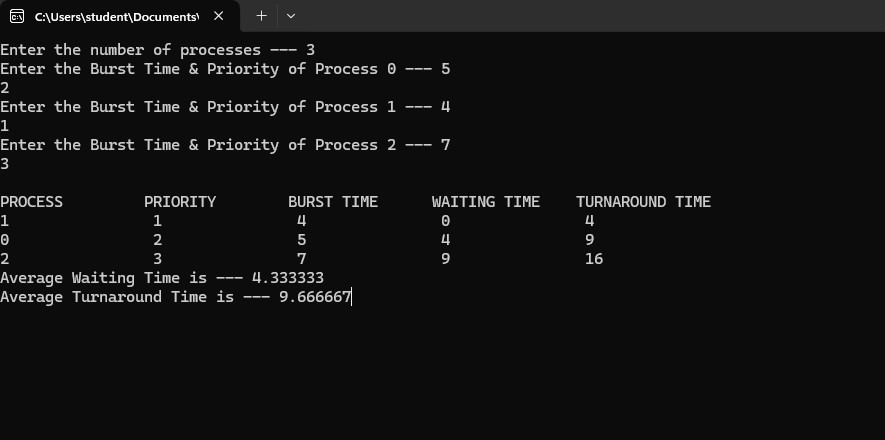 C:\Users\student\Documents\
Enter the number of processes --- 3
Enter the Burst Time & Priority of Process 0 --- 5
2
Enter the Burst Time & Priority of Process 1 --- 4
1
Enter the Burst Time & Priority of Process 2 --- 7
3
PROCESS PRIORITY BURST TIME WAITING TIME TURNAROUND TIME
1 1 4 0 4
0 2 5 4 9
2 3 7 9 16
Average Waiting Time is --- 4.333333
Average Turnaround Time is --- 9.666667